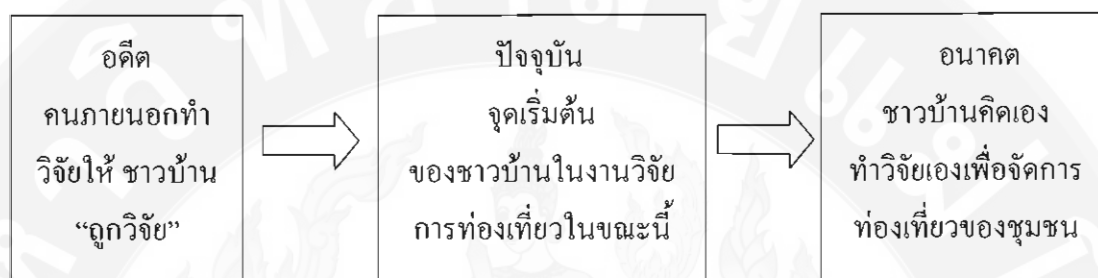 อดีต
คนภายนอกทำ
วิจัยให้ ชาวบ้าน
“ถูกวิจัย”
ปัจจุบัน
จุดเริ่มต้น
ของชาวบ้านในงานวิจัย
การท่องเที่ยวในขณะนี้
อนาคต
ชาวบ้านคิดเอง
ทำวิจัยเองเพื่อจัดการ
ท่องเที่ยวของชุมชน